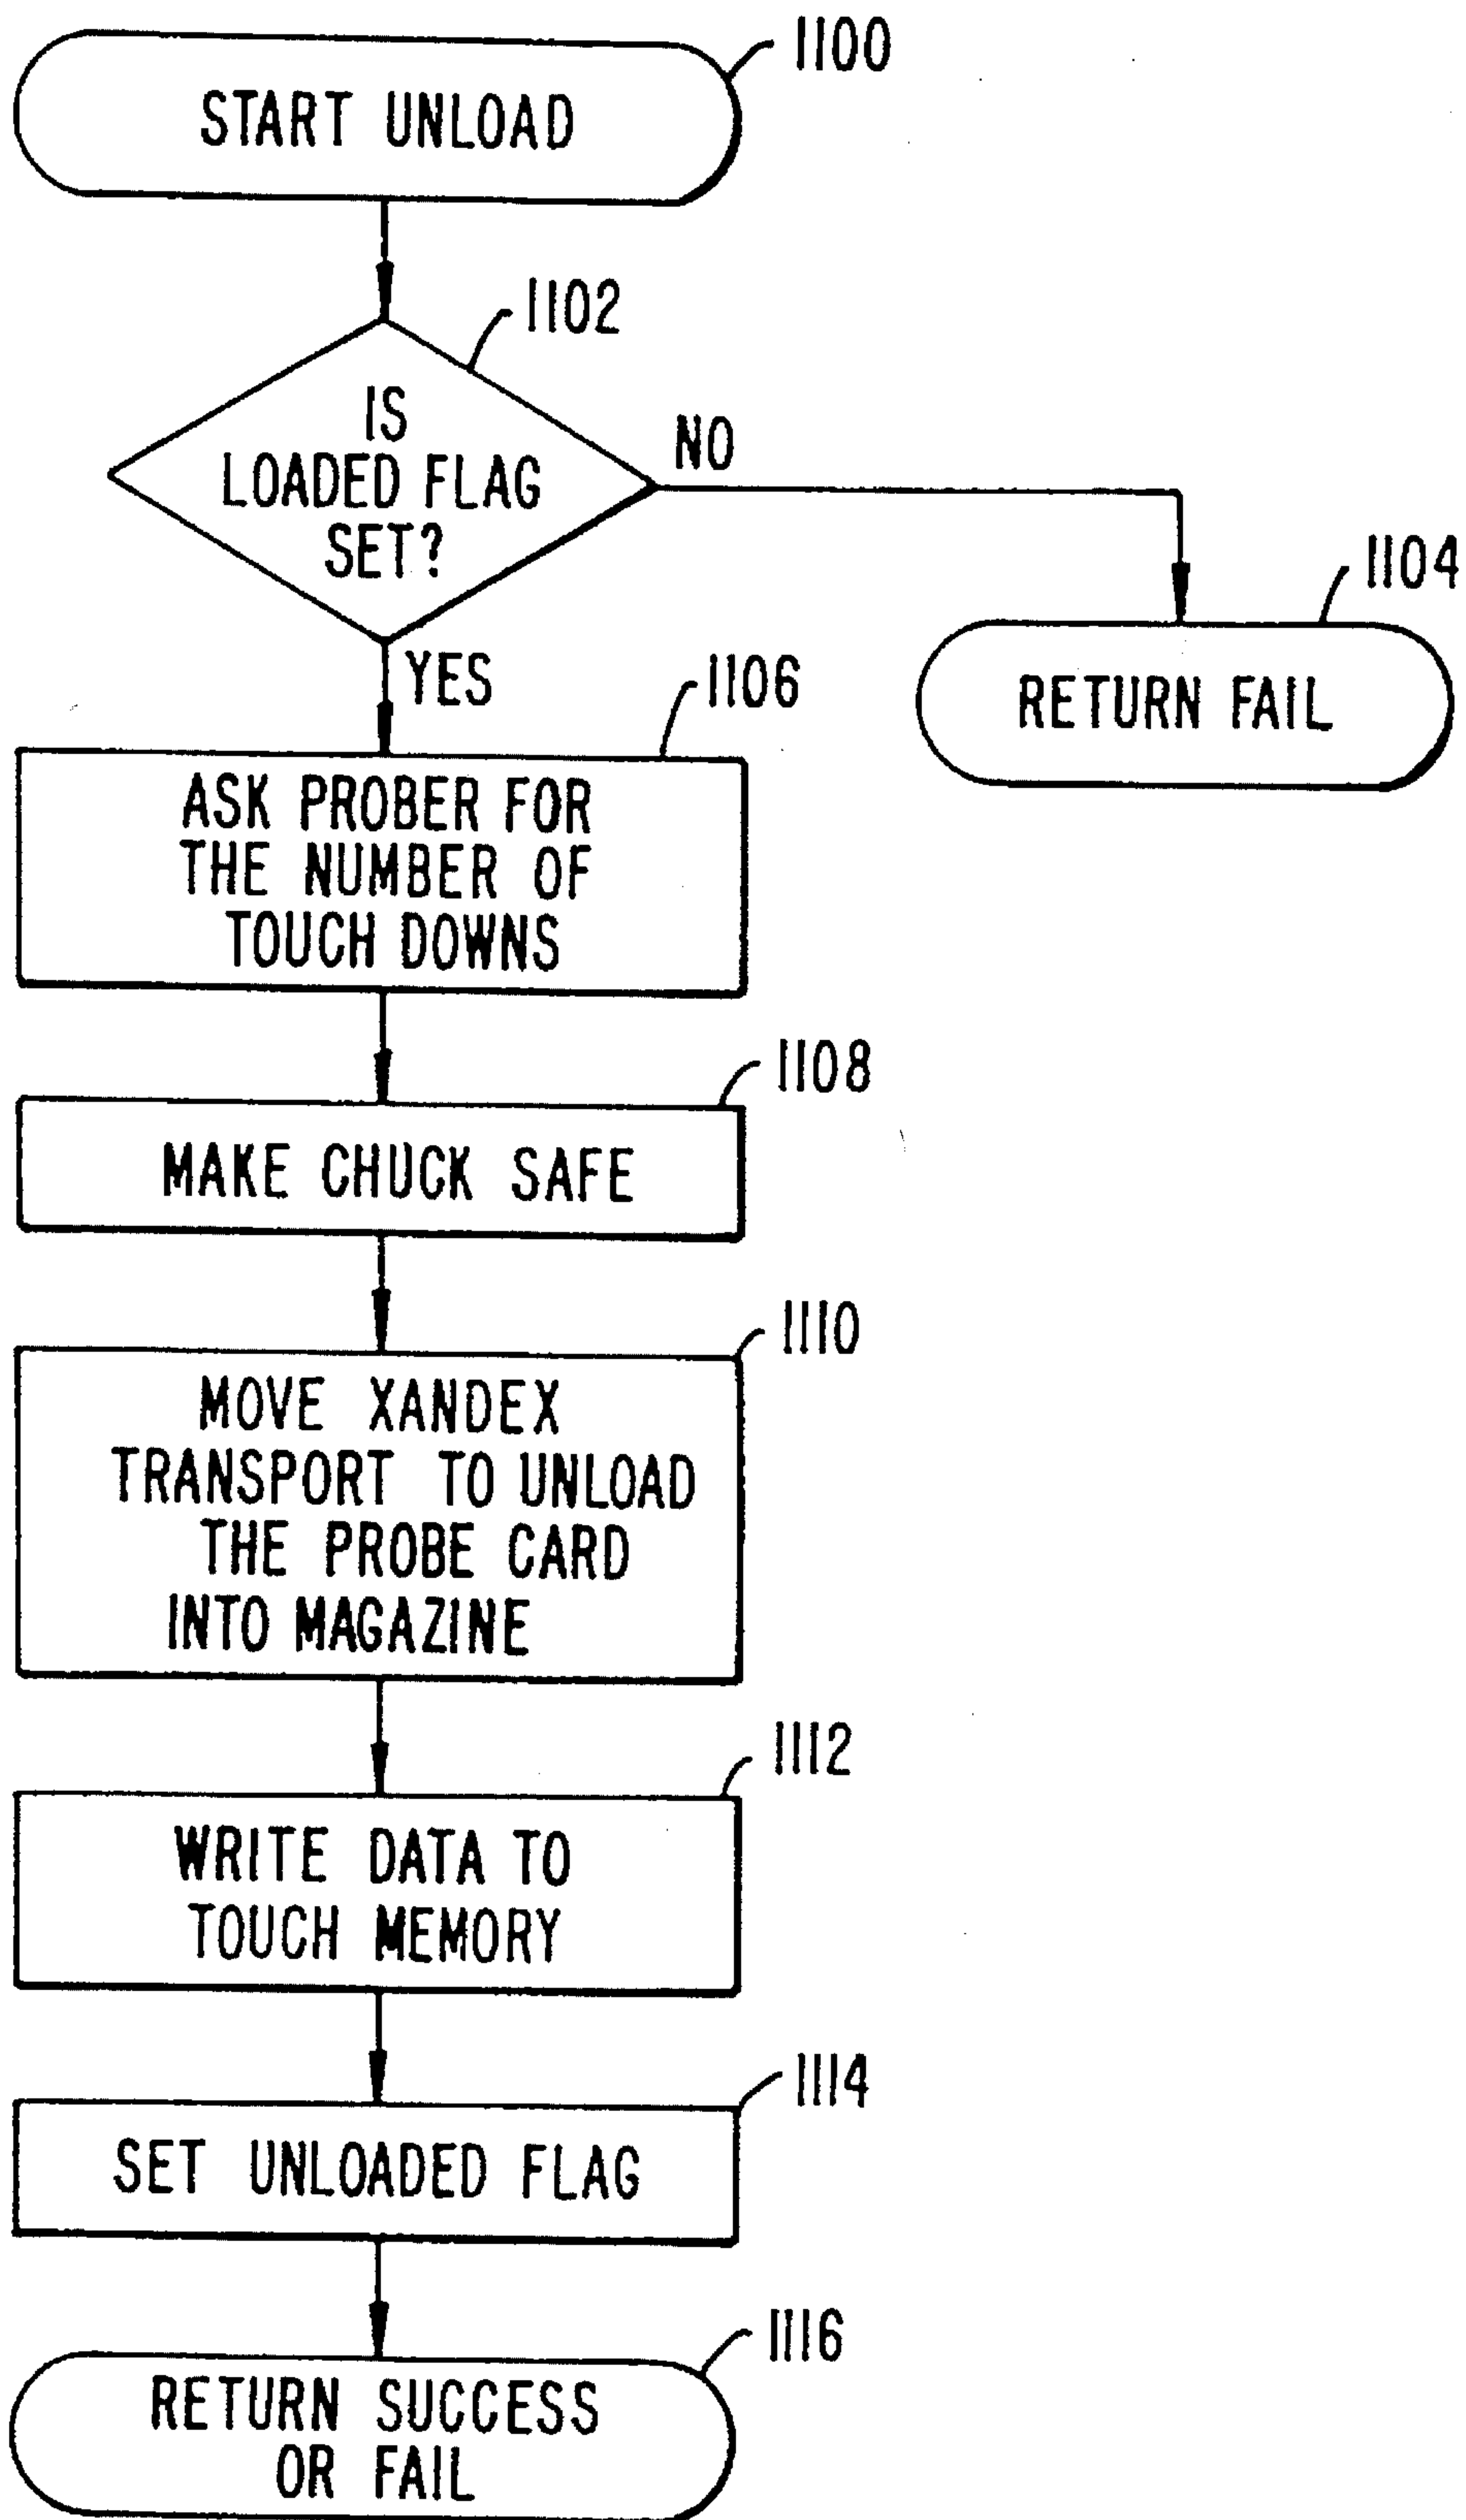 1100
START UNLOAD
1102
IS
LOADED FLAG
SET?
NO
1104
RETURN FAIL
YES
1106
ASK PROBER FOR
THE NUMBER OF
TOUCH DOWNS
1108
MAKE CHUCK SAFE
1110
MOVE XANDEX
TRANSPORT TO UNLOAD
THE PROBE CARD
INTO MAGAZINE
1112
WRITE DATA TO
TOUCH MEMORY
1114
SET UNLOADED FLAG
1116
RETURN SUCCESS
OR FAIL